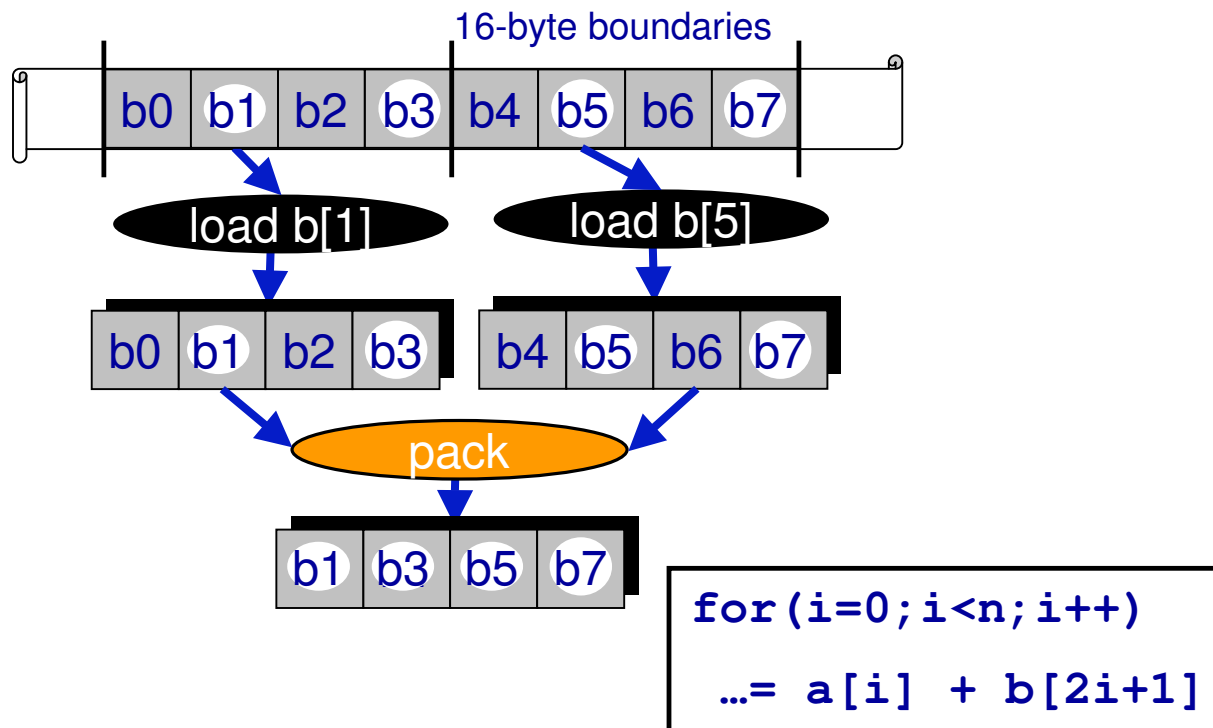 16-byte boundaries
b0 b1 b2 b3 b4 b5 b6 b7
load b[1] load b[5]
b0 b1 b2 b3 b4 b5 b6 b7
pack
b1 b3 b5 b7
for(i=0;i<n;i++)
…= a[i] + b[2i+1]